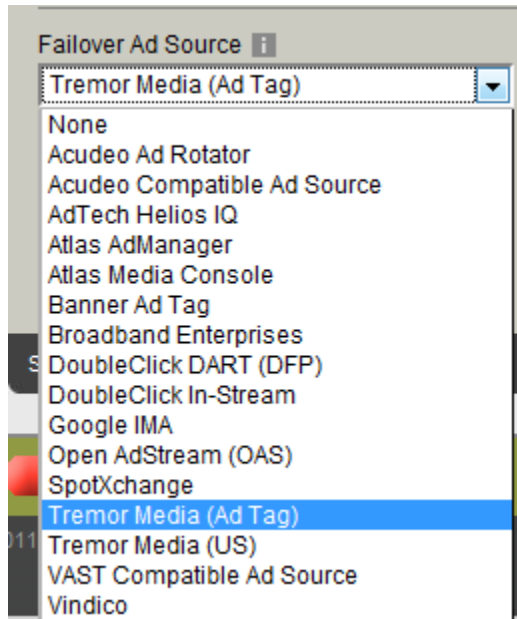 Failover Ad Source i
Tremor Media (Ad Tag)
None
Acudeo Ad Rotator
Acudeo Compatible Ad Source
AdTech Helios IQ
Atlas AdManager
Atlas Media Console
Banner Ad Tag
Broadband Enterprises
S
DoubleClick DART (DFP)
DoubleClick In-Stream
Google IMA
Open AdStream (OAS)
SpotXchange
Tremor Media (Ad Tag)
011
Tremor Media (US)
VAST Compatible Ad Source
Vindico